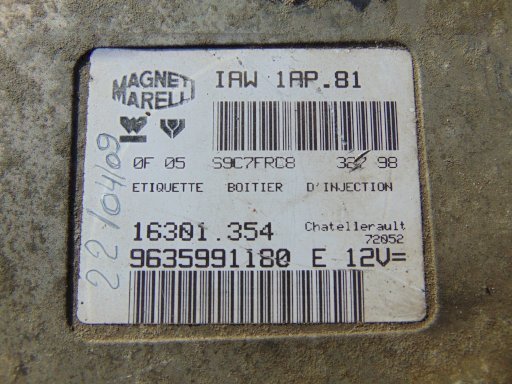 MAGNETI
MARELLI
IAW 1AP.81
0F 05 S9C7FRC8 98
ETIQUETTE BOITIER D'INJECTION
16301.354
Chatellerault
72052
9635991180 E 12V=
22/04/09